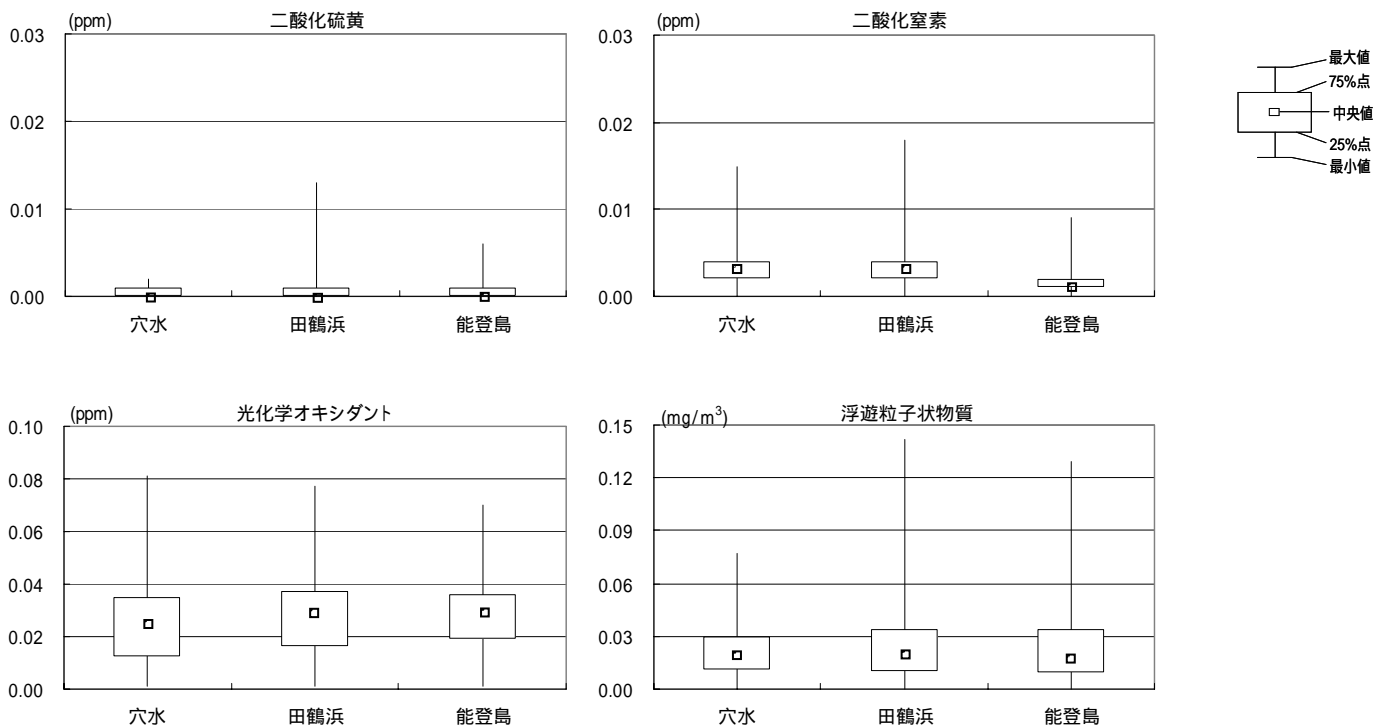 (ppm) 二酸化硫黄
0.03
0.02
0.01
0.00
穴水 田鶴浜 能登島
(ppm) 二酸化窒素
0.03
0.02
0.01
0.00
穴水 田鶴浜 能登島
最大値
75%点
中央値
25%点
最小値
(ppm) 光化学オキシダント
0.10
0.08
0.06
0.04
0.02
0.00
穴水 田鶴浜 能登島
(mg/m³) 浮遊粒子状物質
0.15
0.12
0.09
0.06
0.03
0.00
穴水 田鶴浜 能登島